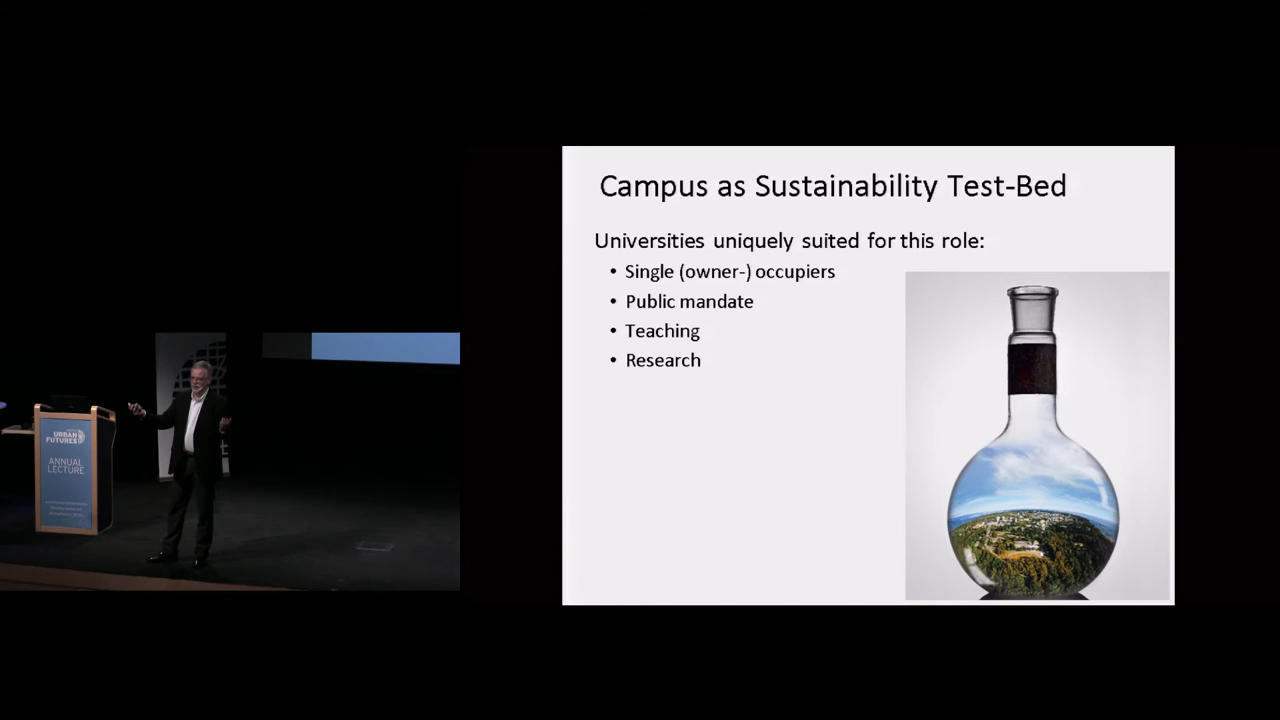 URBAN
FUTURES
ANNUAL
LECTURE
Campus as Sustainability Test-Bed
Universities uniquely suited for this role:
• Single (owner-) occupiers
• Public mandate
• Teaching
• Research